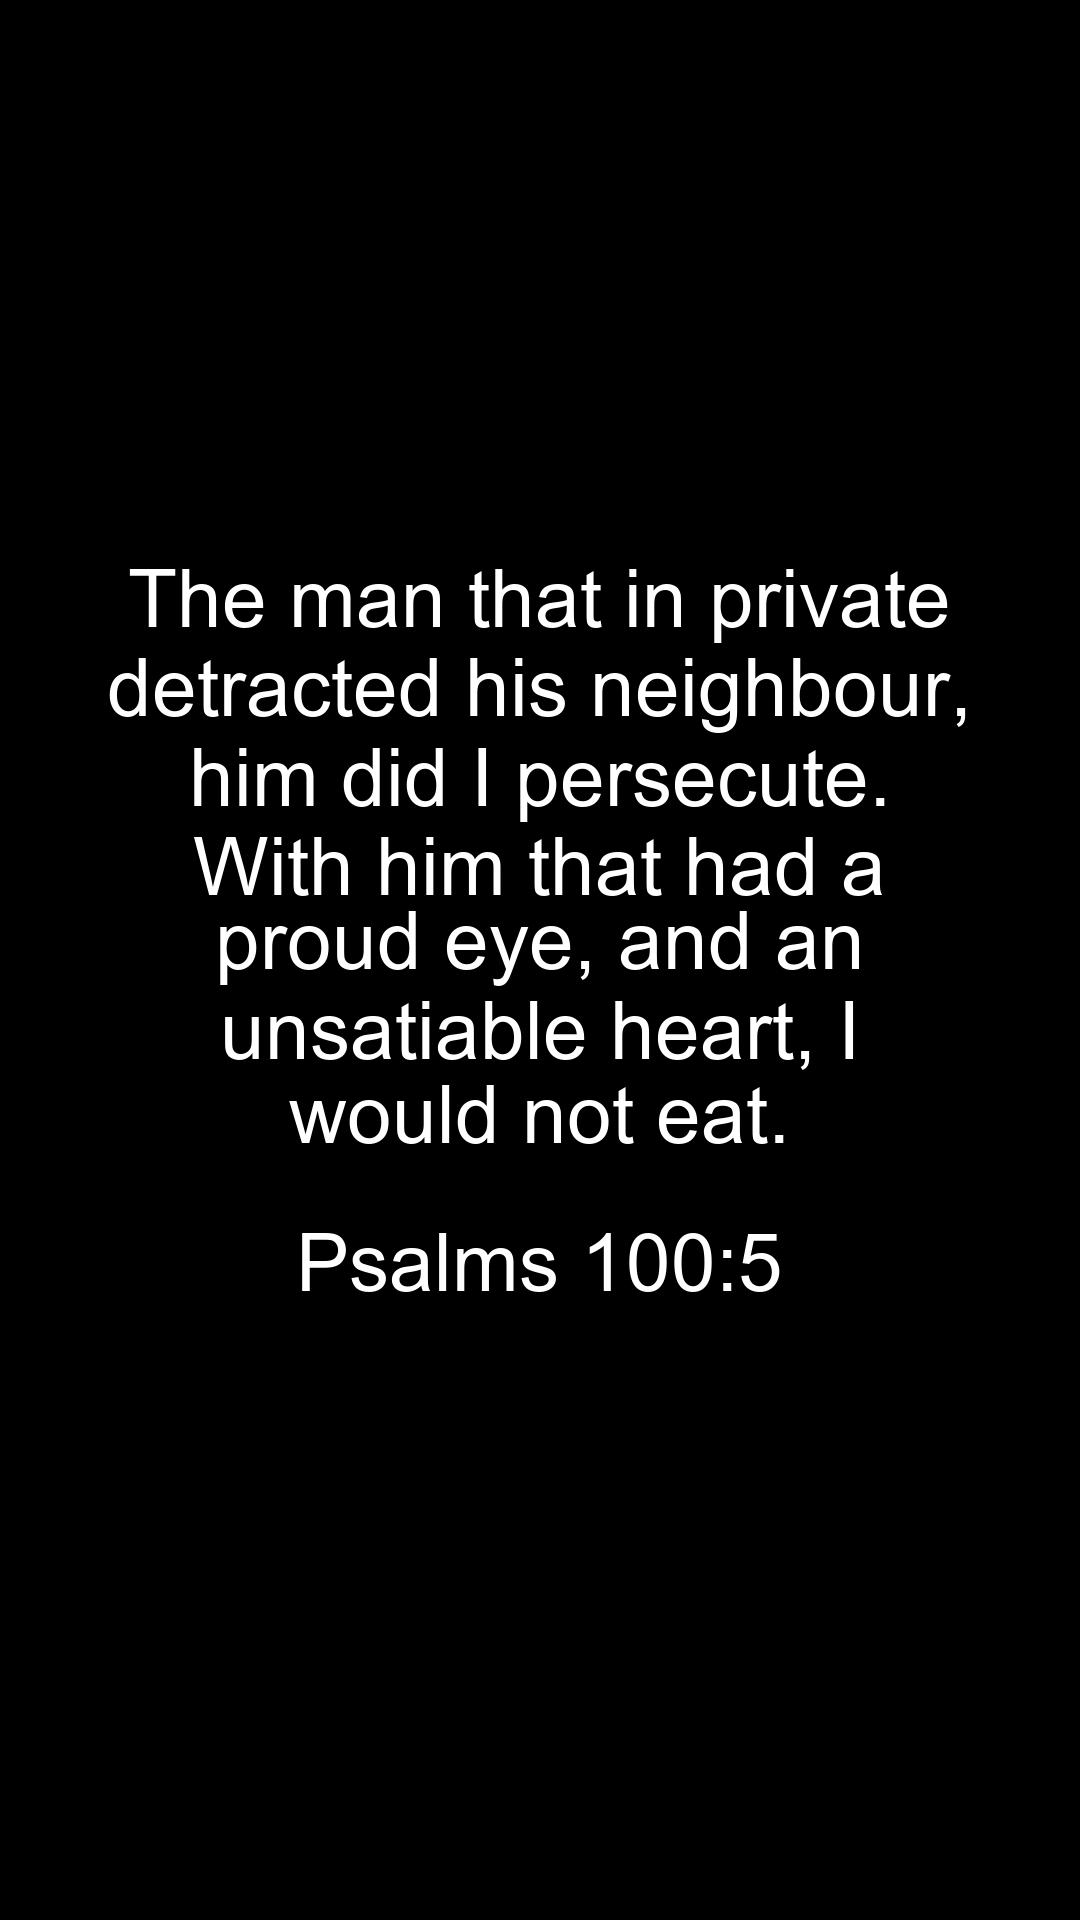 The man that in private
detracted his neighbour,
him did I persecute.
With him that had a
proud eye, and an
unsatiable heart, I
would not eat.
Psalms 100:5